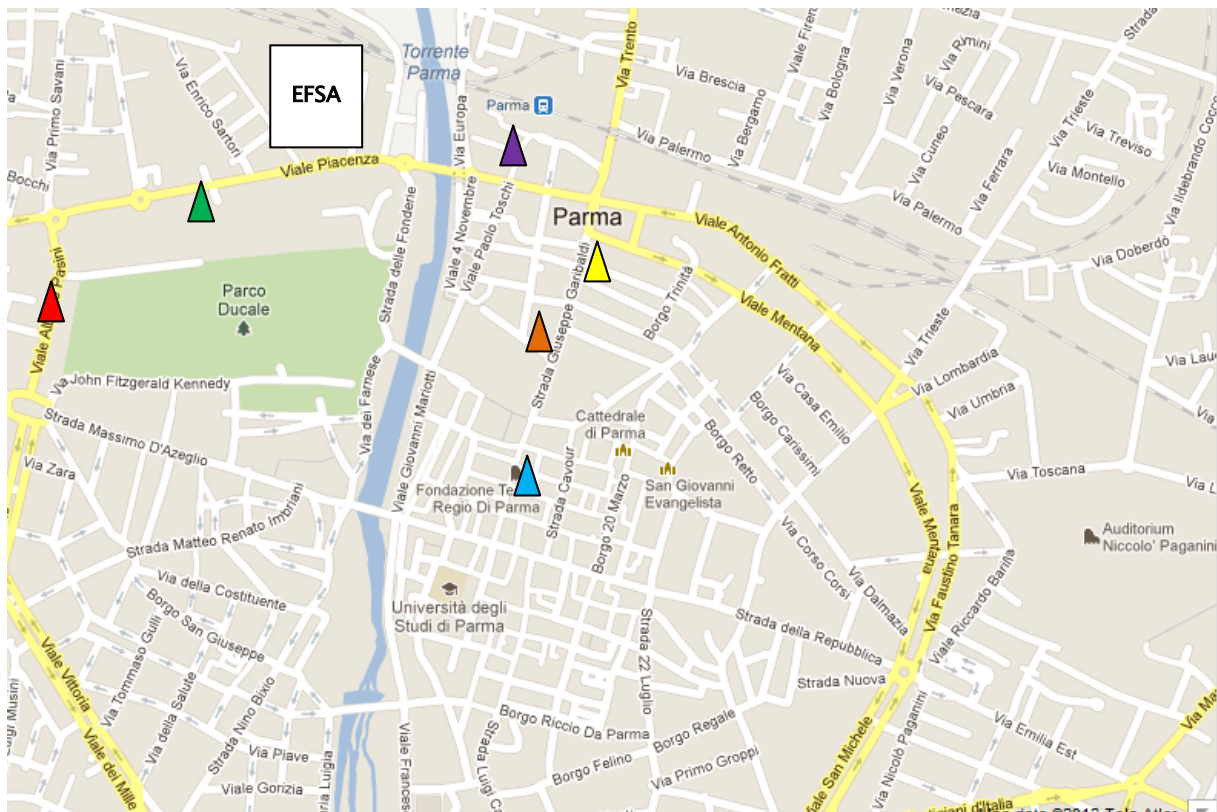 Torrente
Parma
EFSA
Parma
Via Primo Savani
Via Enrico Sartori
Bocchi
Viale Piacenza
Via Europa
Viale 4 Novembre
Viale Paolo Toschi
Via Trento
Via Brescia
Via Bergamo
Via Bologna
Via Verona
Via Rimini
Via Pescara
Via Cuneo
Via Ferrara
Via Trieste
Via Treviso
Via Montello
Via Palermo
Via Palermo
Via Doberdò
Via Ildebrando Cocco
Parma
Viale Antonio Fratti
Strada delle Fonderie
Parco
Ducale
Pasini
Strada Giuseppe Garibaldi
Borgo Trinità
Viale Mentana
Via Trieste
Via Lombardia
Via Umbria
John Fitzgerald Kennedy
Strada Massimo D'Azeglio
Via dei Farnese
Viale Giovanni Mariotti
Cattedrale
di Parma
Via Casa Emilio
Borgo Carissimi
Borgo Retto
Via Zara
Fondazione Te
Regio Di Parma
Strada Cavour
San Giovanni
Evangelista
Borgo 20 Marzo
Via Toscana
Auditorium
Niccolo' Paganini
Strada Matteo Renato Imbriani
Via della Costituente
Borgo San Giuseppe
Università degli
Studi di Parma
Via Corso Corsi
Via Dalmazia
Viale Mentana
Via Faustino Tanara
Via Riccardo Barilla
Strada della Repubblica
Strada 22 Luglio
Strada Nuova
Viale Vittoria
Via Tommaso Gulli
Via della Salute
Strada Nino Bixio
Via Piave
Viale Gorizia
Viale dei Mille
Borgo Riccio Da Parma
Borgo Regale
Borgo Felino
Via Primo Groppi
Viale San Michele
Via Nicolò Paganini
Via Emilia Est